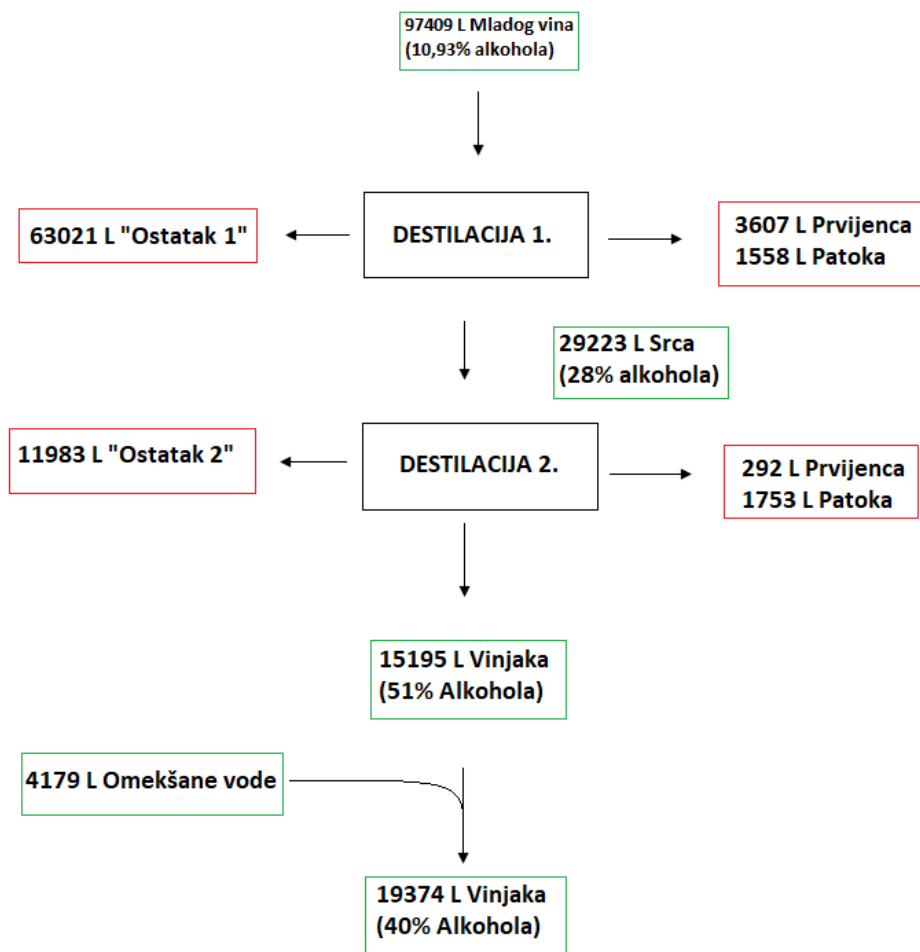 97409 L Mladog vina
(10,93% alkohola)
63021 L "Ostatak 1"
DESTILACIJA 1.
3607 L Prvijenca
1558 L Patoka
29223 L Srca
(28% alkohola)
11983 L "Ostatak 2"
DESTILACIJA 2.
292 L Prvijenca
1753 L Patoka
15195 L Vinjaka
(51% Alkohola)
4179 L Omekšane vode
19374 L Vinjaka
(40% Alkohola)